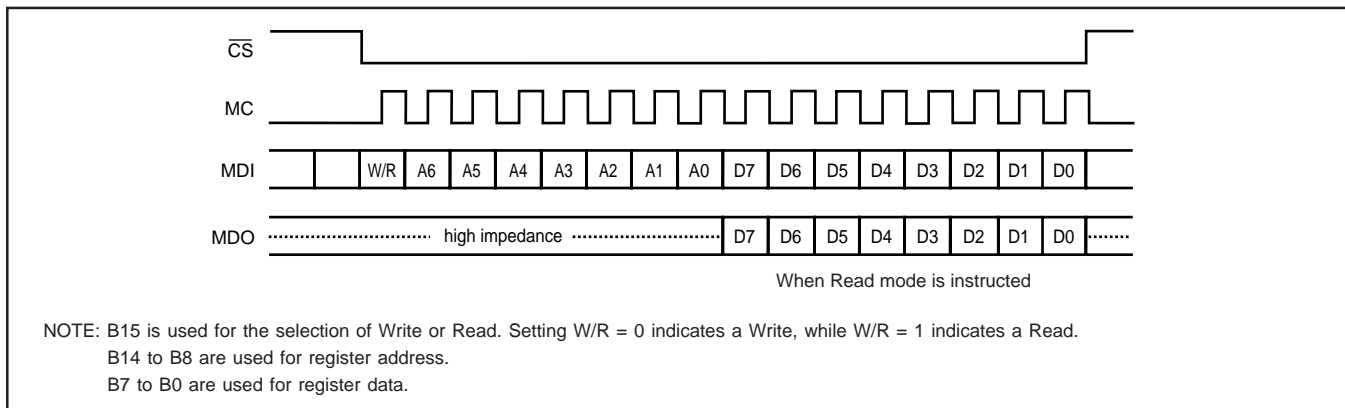 CS
MC
MDI W/R A6 A5 A4 A3 A2 A1 A0 D7 D6 D5 D4 D3 D2 D1 D0
MDO high impedance D7 D6 D5 D4 D3 D2 D1 D0
When Read mode is instructed
NOTE: B15 is used for the selection of Write or Read. Setting W/R = 0 indicates a Write, while W/R = 1 indicates a Read.
B14 to B8 are used for register address.
B7 to B0 are used for register data.